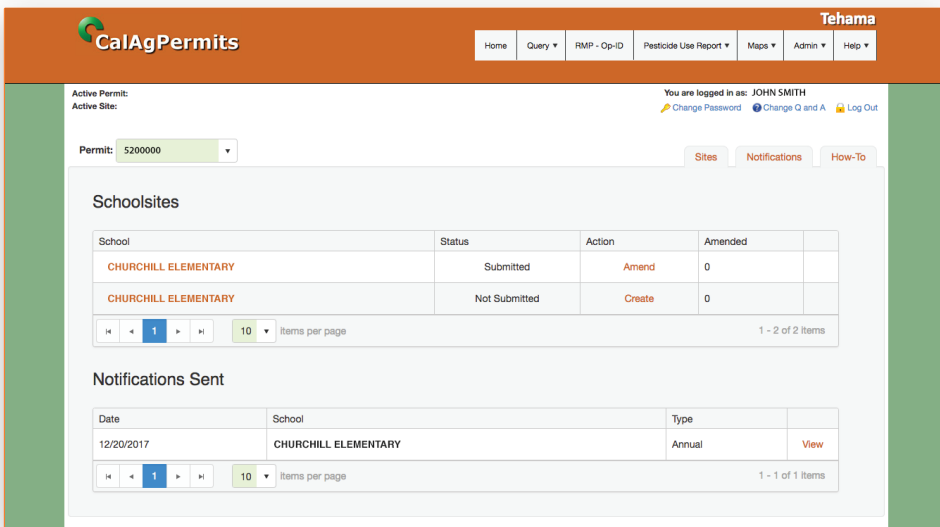 Tehama
CalAgPermits
Home Query ▼ RMP - Op-ID Pesticide Use Report ▼ Maps ▼ Admin ▼ Help ▼
Active Permit: You are logged in as: JOHN SMITH
Active Site: Change Password Change Q and A Log Out
Permit: 5200000
Sites Notifications How-To
Schoolsites
School Status Action Amended
CHURCHILL ELEMENTARY Submitted Amend 0
CHURCHILL ELEMENTARY Not Submitted Create 0
1 10 items per page 1 - 2 of 2 items
Notifications Sent
Date School Type
12/20/2017 CHURCHILL ELEMENTARY Annual View
1 10 items per page 1 - 1 of 1 items